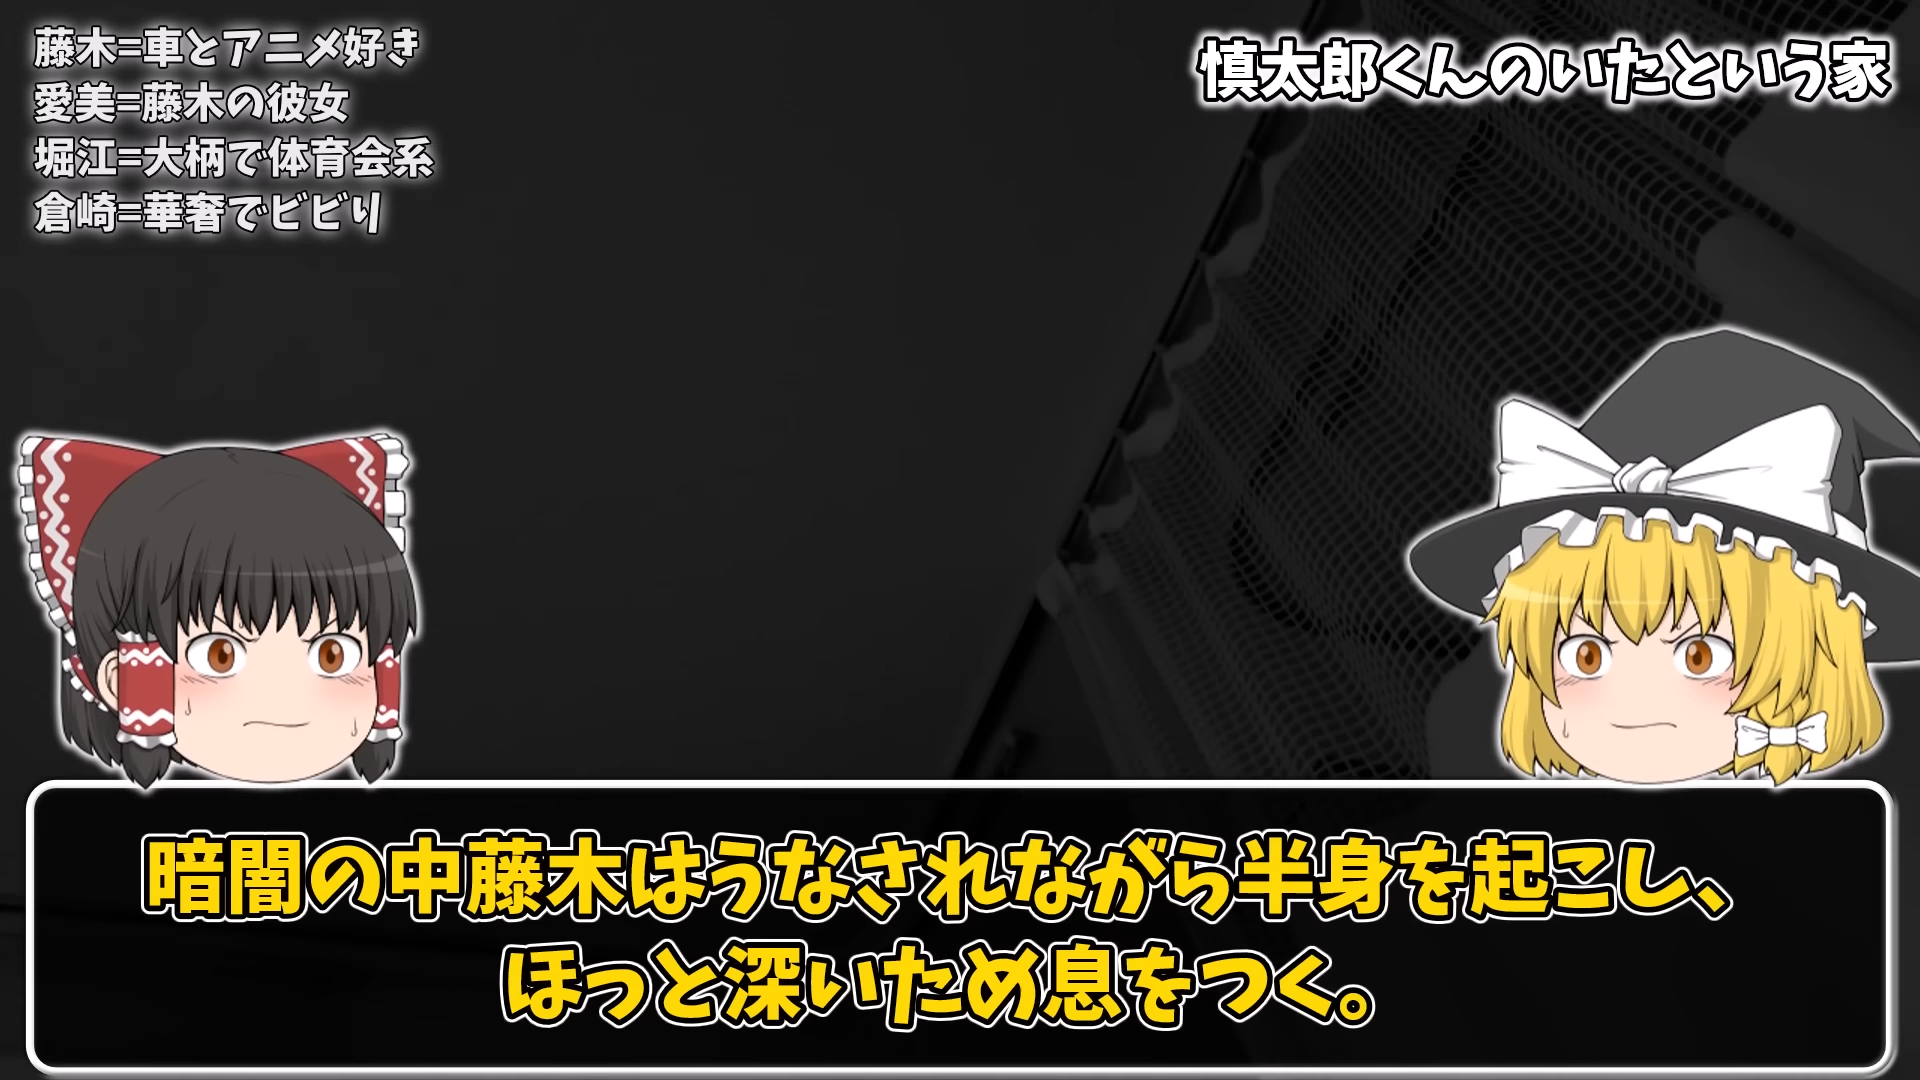 藤木=車とアニメ好き
愛美=藤木の彼女
堀江=大柄で体育会系
倉崎=華奢でビビり
慎太郎くんのいたという家
暗闇の中藤木はうなされながら半身を起こし、
ほっと深いため息をつく。